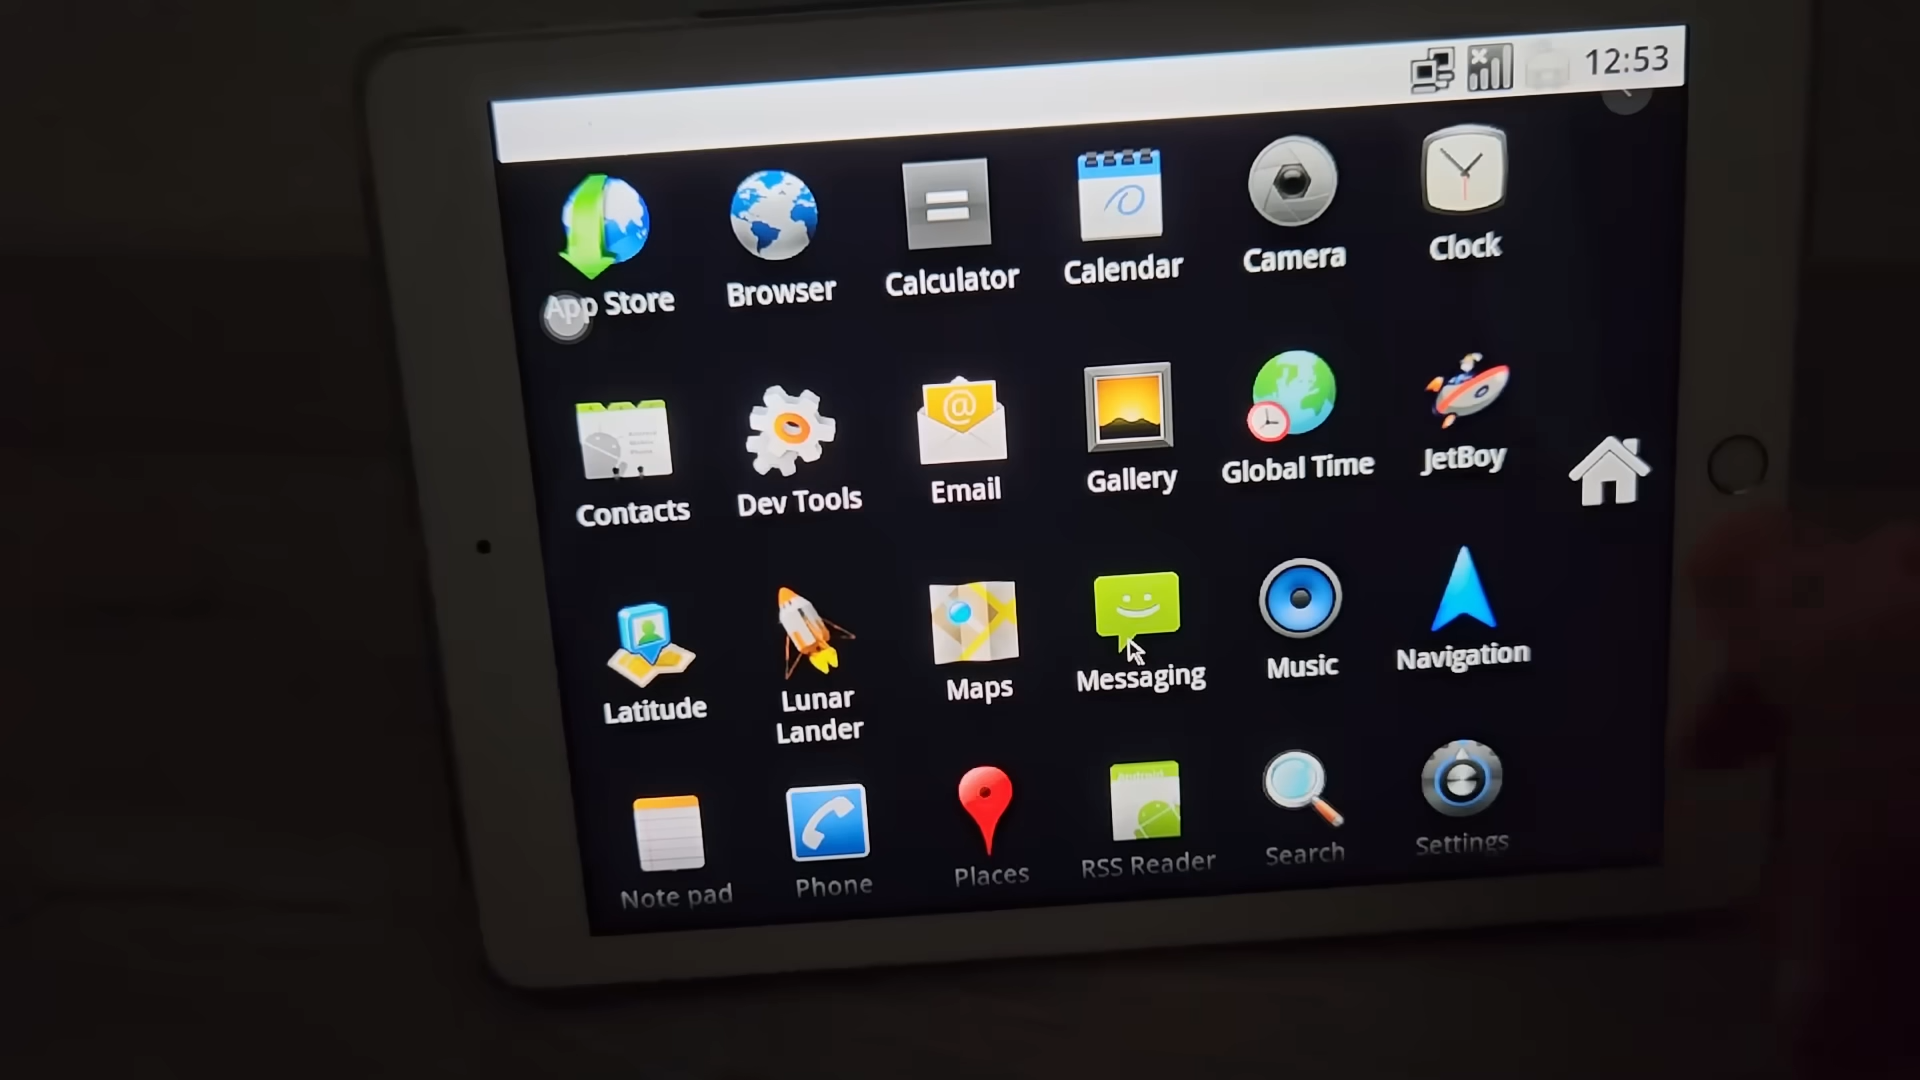 12:53
App Store
Browser
Calculator
Calendar
Camera
Clock
Contacts
Dev Tools
Email
Gallery
Global Time
JetBoy
Latitude
Lunar
Lander
Maps
Messaging
Music
Navigation
Note pad
Phone
Places
RSS Reader
Search
Settings